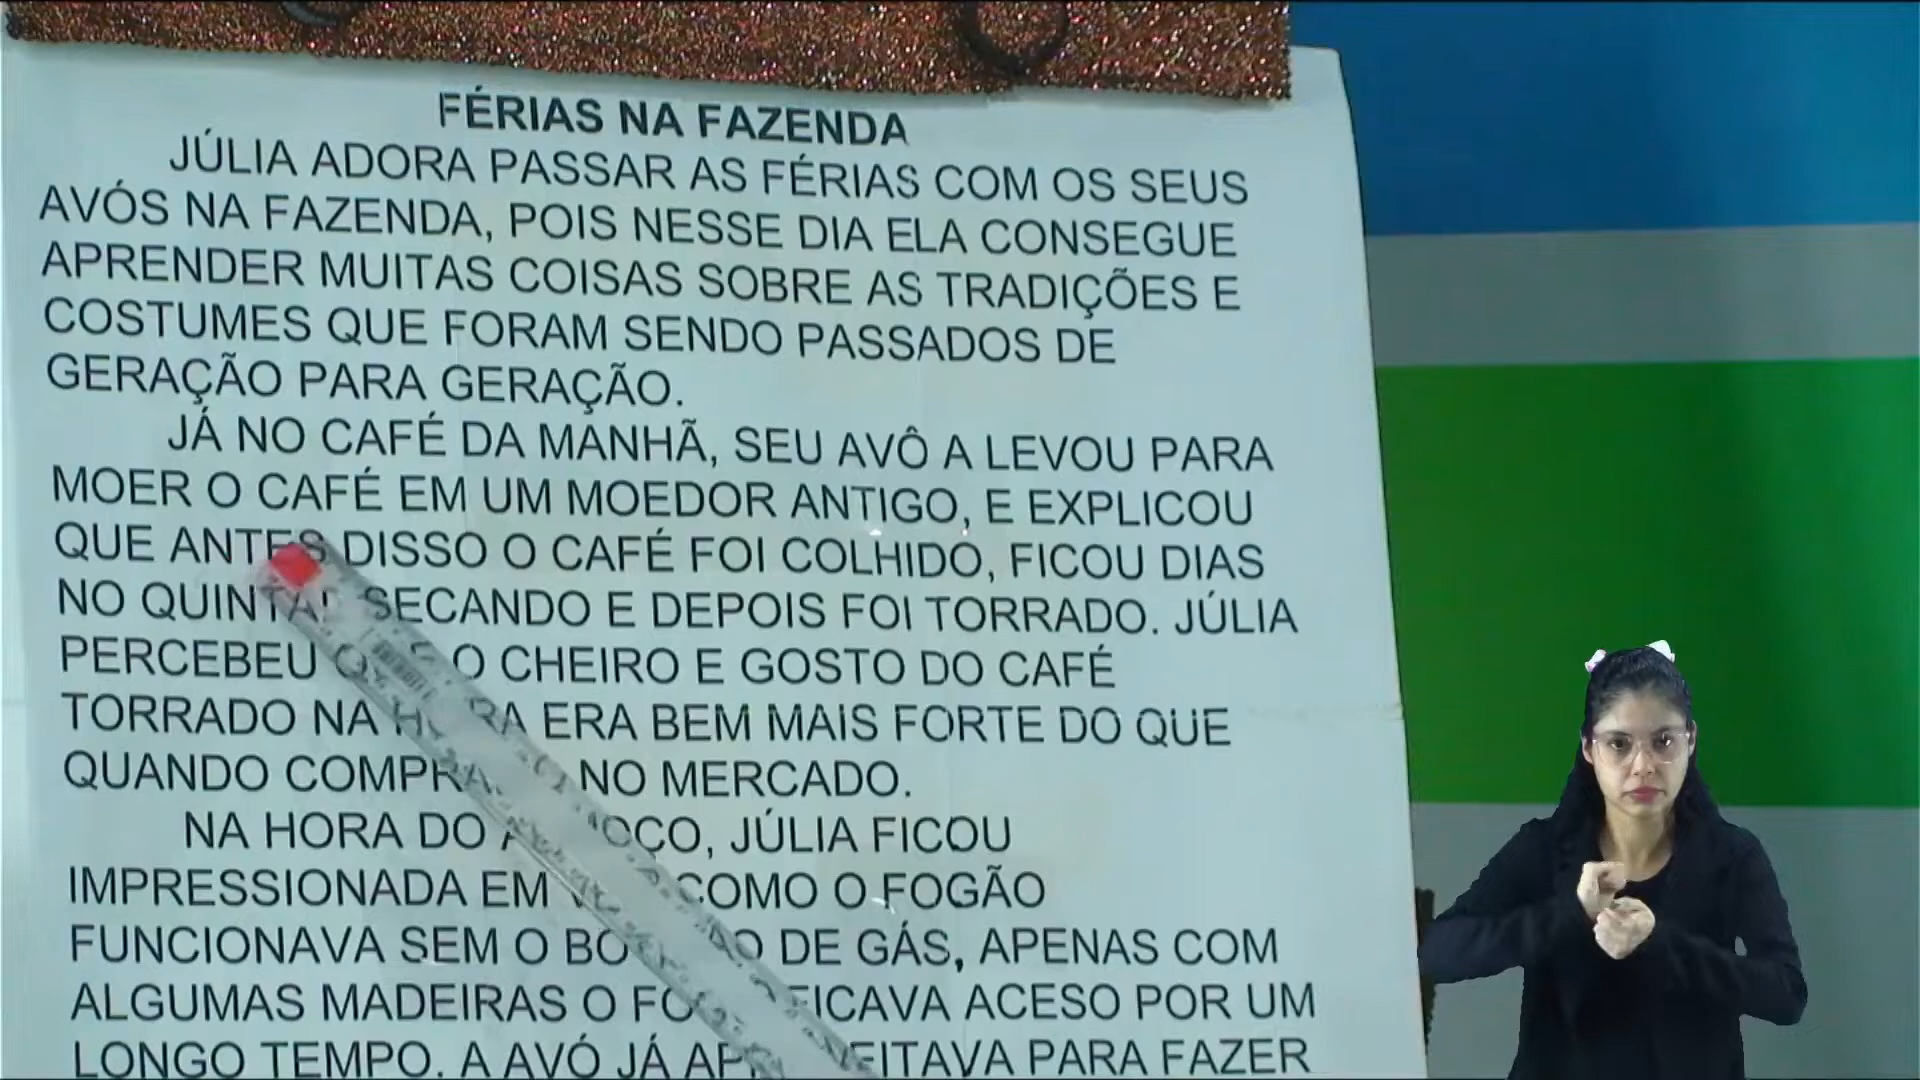 FÉRIAS NA FAZENDA
JÚLIA ADORA PASSAR AS FÉRIAS COM OS SEUS
AVÓS NA FAZENDA, POIS NESSE DIA ELA CONSEGUE
APRENDER MUITAS COISAS SOBRE AS TRADIÇÕES E
COSTUMES QUE FORAM SENDO PASSADOS DE
GERAÇÃO PARA GERAÇÃO.
JÁ NO CAFÉ DA MANHÃ, SEU AVÔ A LEVOU PARA
MOER O CAFÉ EM UM MOEDOR ANTIGO, E EXPLICOU
QUE ANTES DISSO O CAFÉ FOI COLHIDO, FICOU DIAS
NO QUINTAL SECANDO E DEPOIS FOI TORRADO. JÚLIA
PERCEBEU O CHEIRO E GOSTO DO CAFÉ
TORRADO NA ERA BEM MAIS FORTE DO QUE
QUANDO NO MERCADO.
NA HORA DO JÚLIA FICOU
IMPRESSIONADA EM COMO O FOGÃO
FUNCIONAVA SEM O DE GÁS, APENAS COM
ALGUMAS MADEIRAS O FICAVA ACESO POR UM
LONGO TEMPO. A AVÓ JÁ PARA FAZER